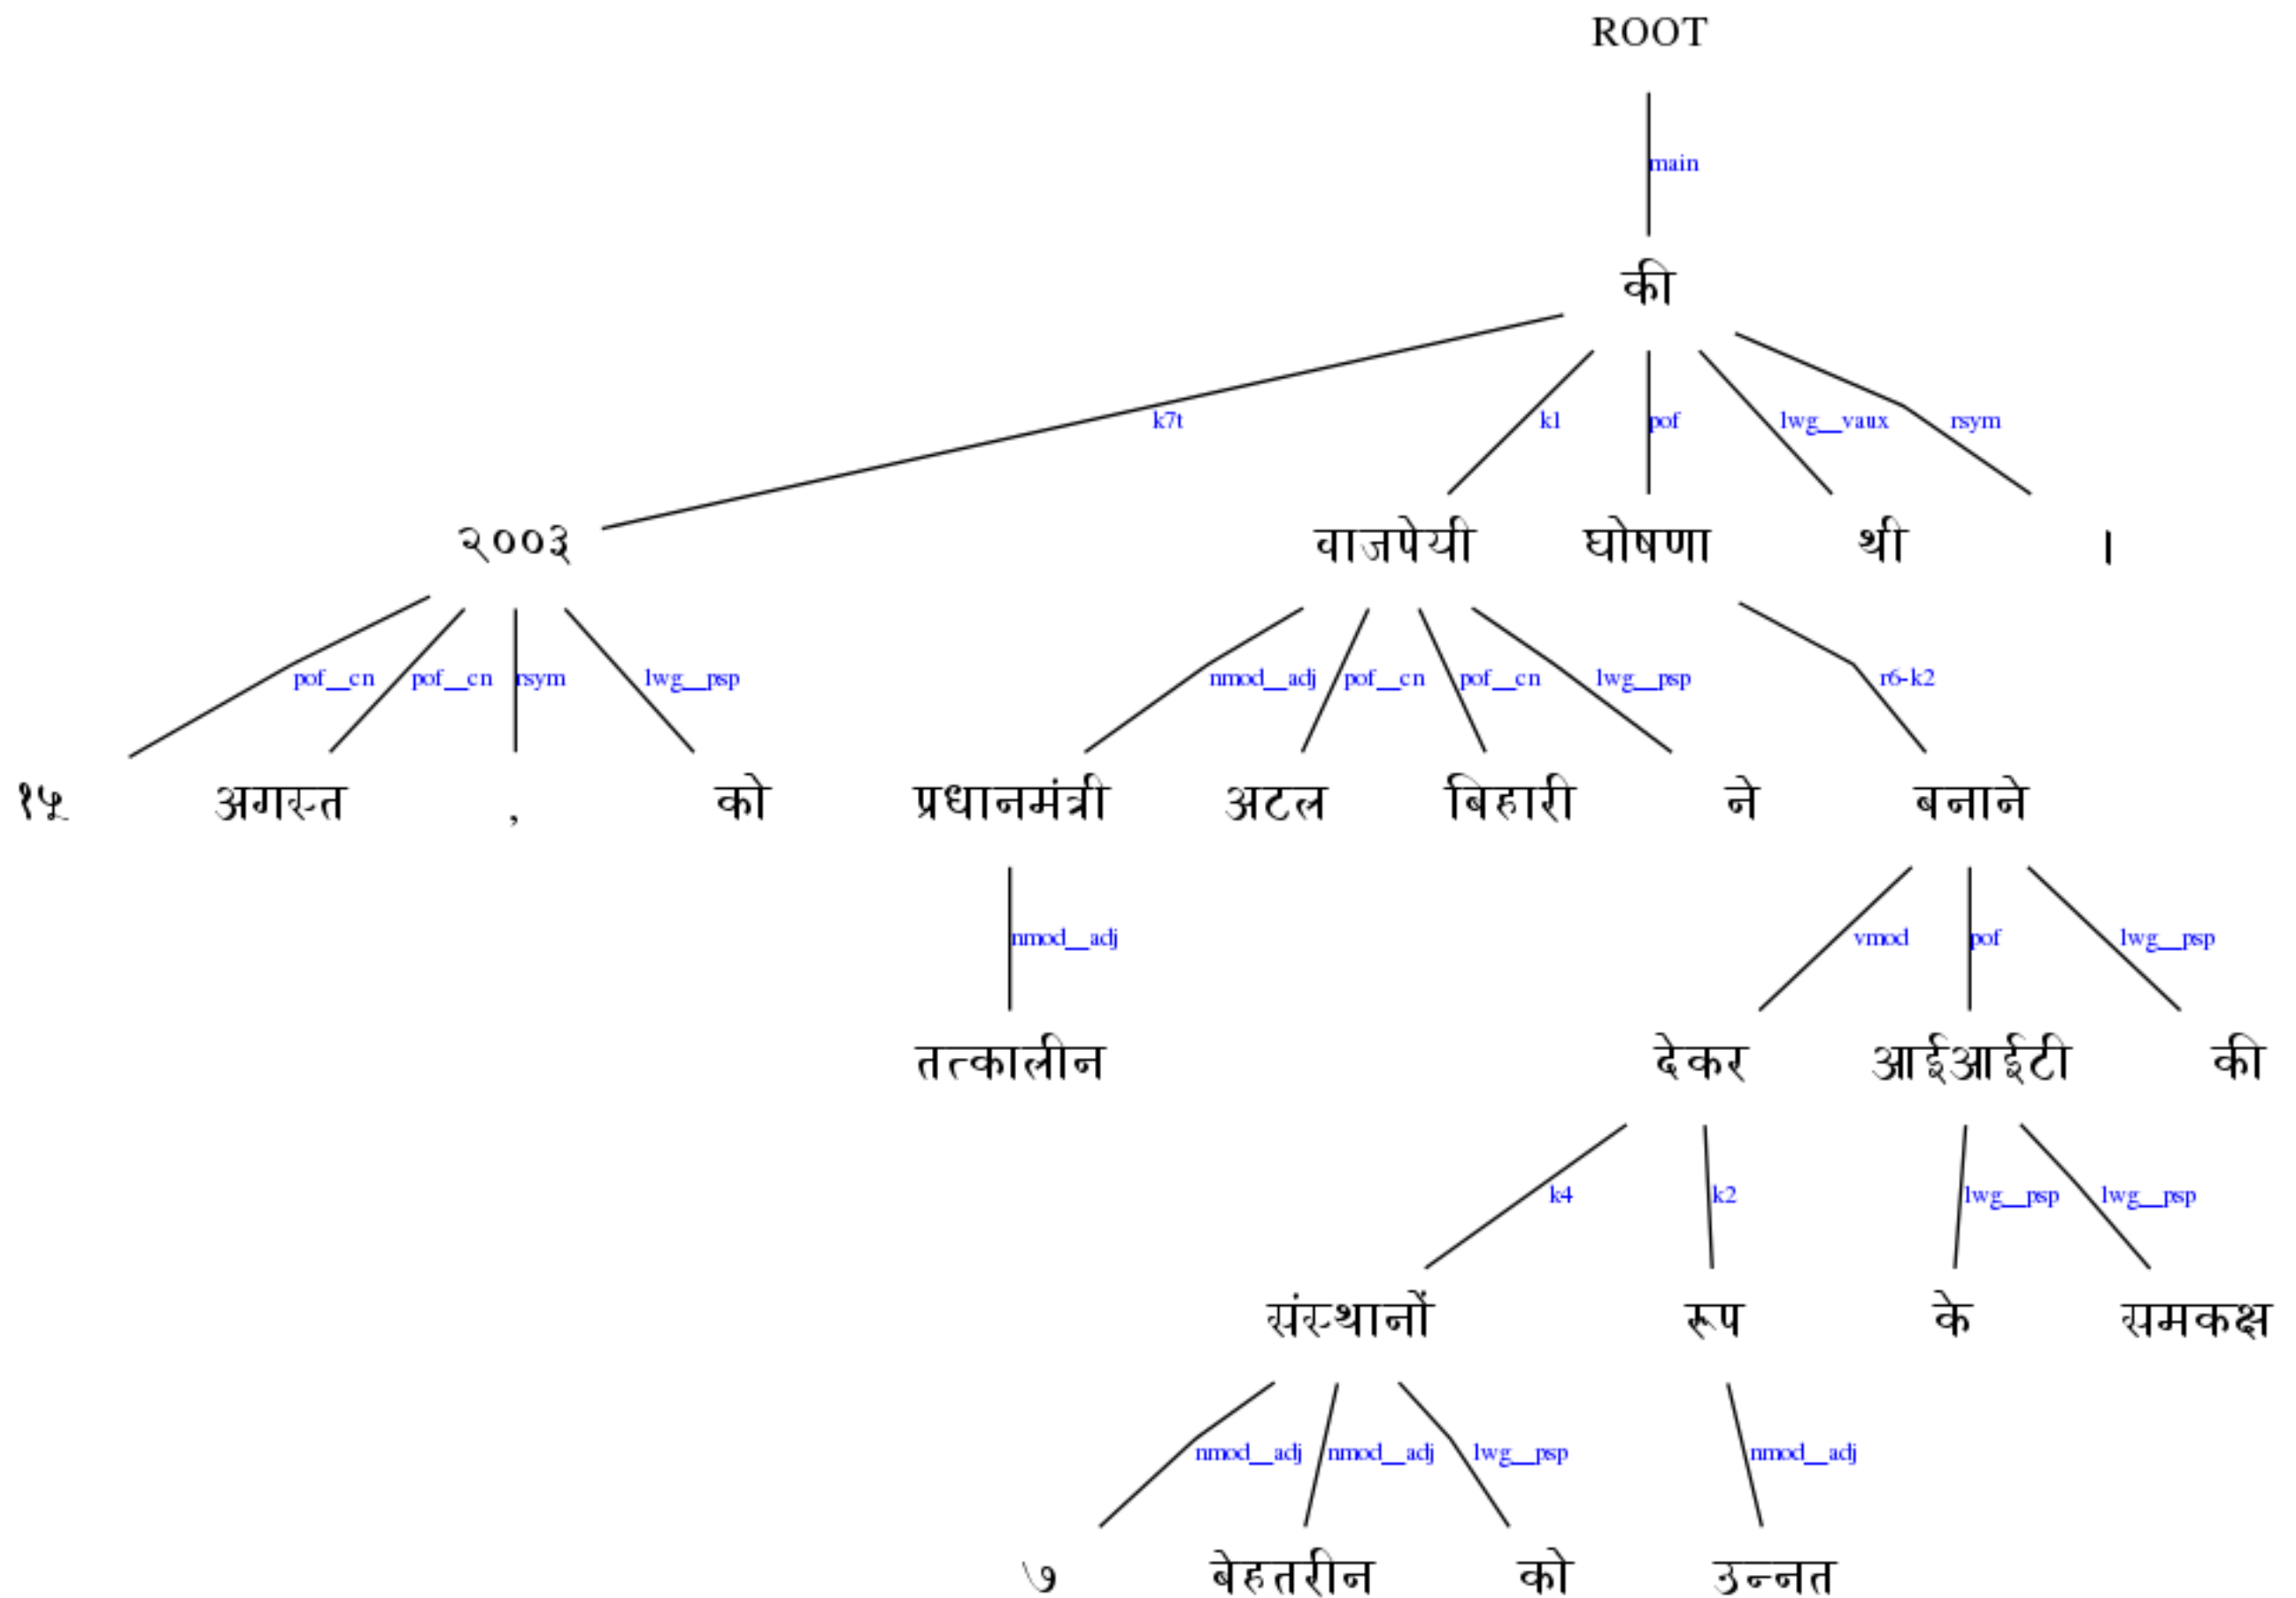 ROOT
main
की
k7t k1 pof lwg__vaux rsym
२००३ वाजपेयी घोषणा थी ।
pof__cn pof__cn rsym lwg__psp nmod__adj pof__cn pof__cn lwg__psp r6-k2
१५ अगस्त , को प्रधानमंत्री अटल बिहारी ने बनाने
nmod__adj vmod pof lwg__psp
तत्कालीन देकर आईआईटी की
k4 k2 lwg__psp lwg__psp
संस्थानों रूप के समकक्ष
nmod__adj nmod__adj lwg__psp nmod__adj
७ बेहतरीन को उन्नत